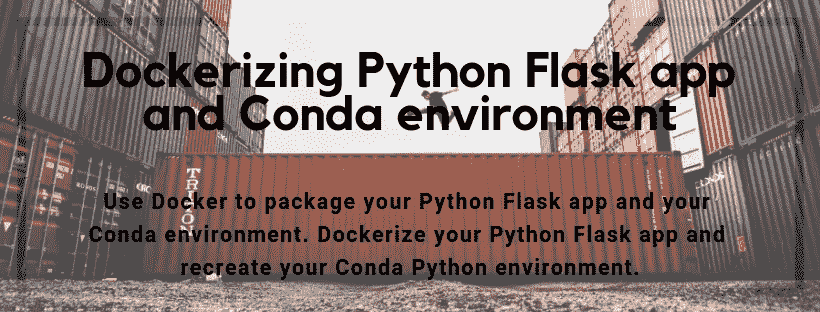 Dockerizing Python Flask app
and Conda environment
TRITON
Use Docker to package your Python Flask app and your
Conda environment. Dockerize your Python Flask app and
recreate your Conda Python environment.